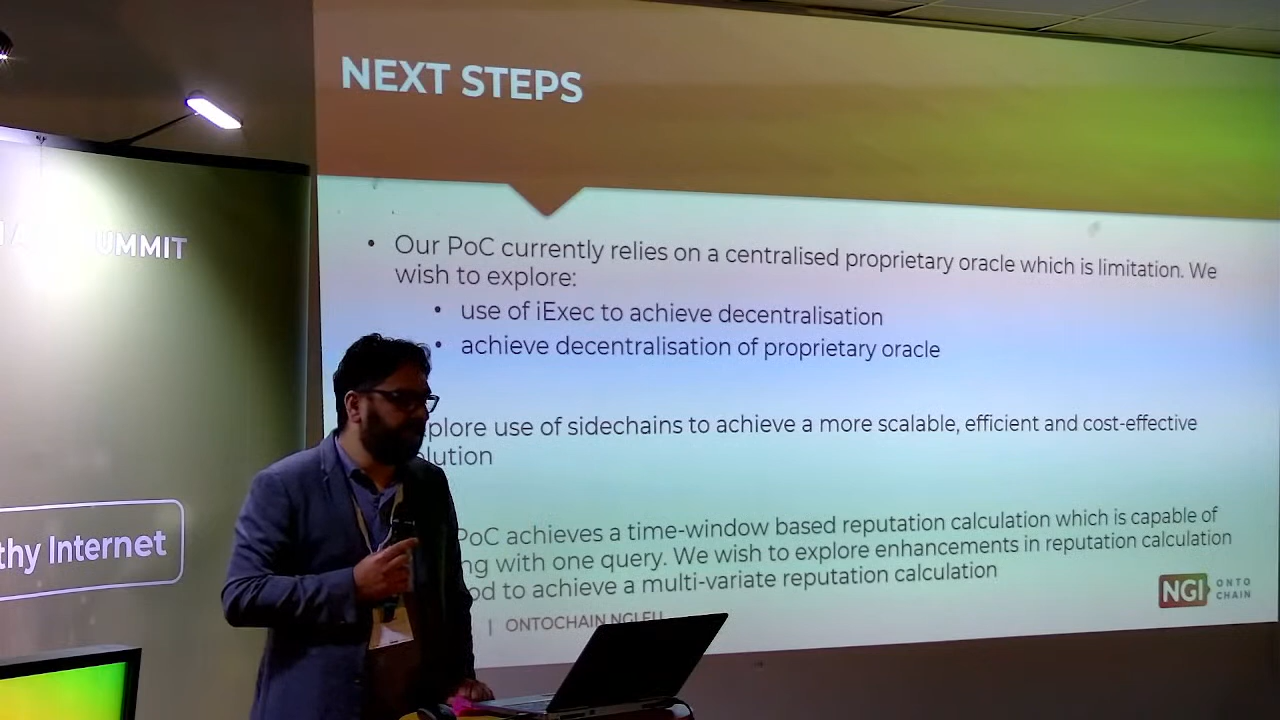 NEXT STEPS
UMMIT
• Our PoC currently relies on a centralised proprietary oracle which is limitation. We
wish to explore:
• use of iExec to achieve decentralisation
• achieve decentralisation of proprietary oracle
plore use of sidechains to achieve a more scalable, efficient and cost-effective
lution
PoC achieves a time-window based reputation calculation which is capable of
ng with one query. We wish to explore enhancements in reputation calculation
od to achieve a multi-variate reputation calculation
thy Internet
NGI ONTO
CHAIN
| ONTOCHAIN.NGI.EU